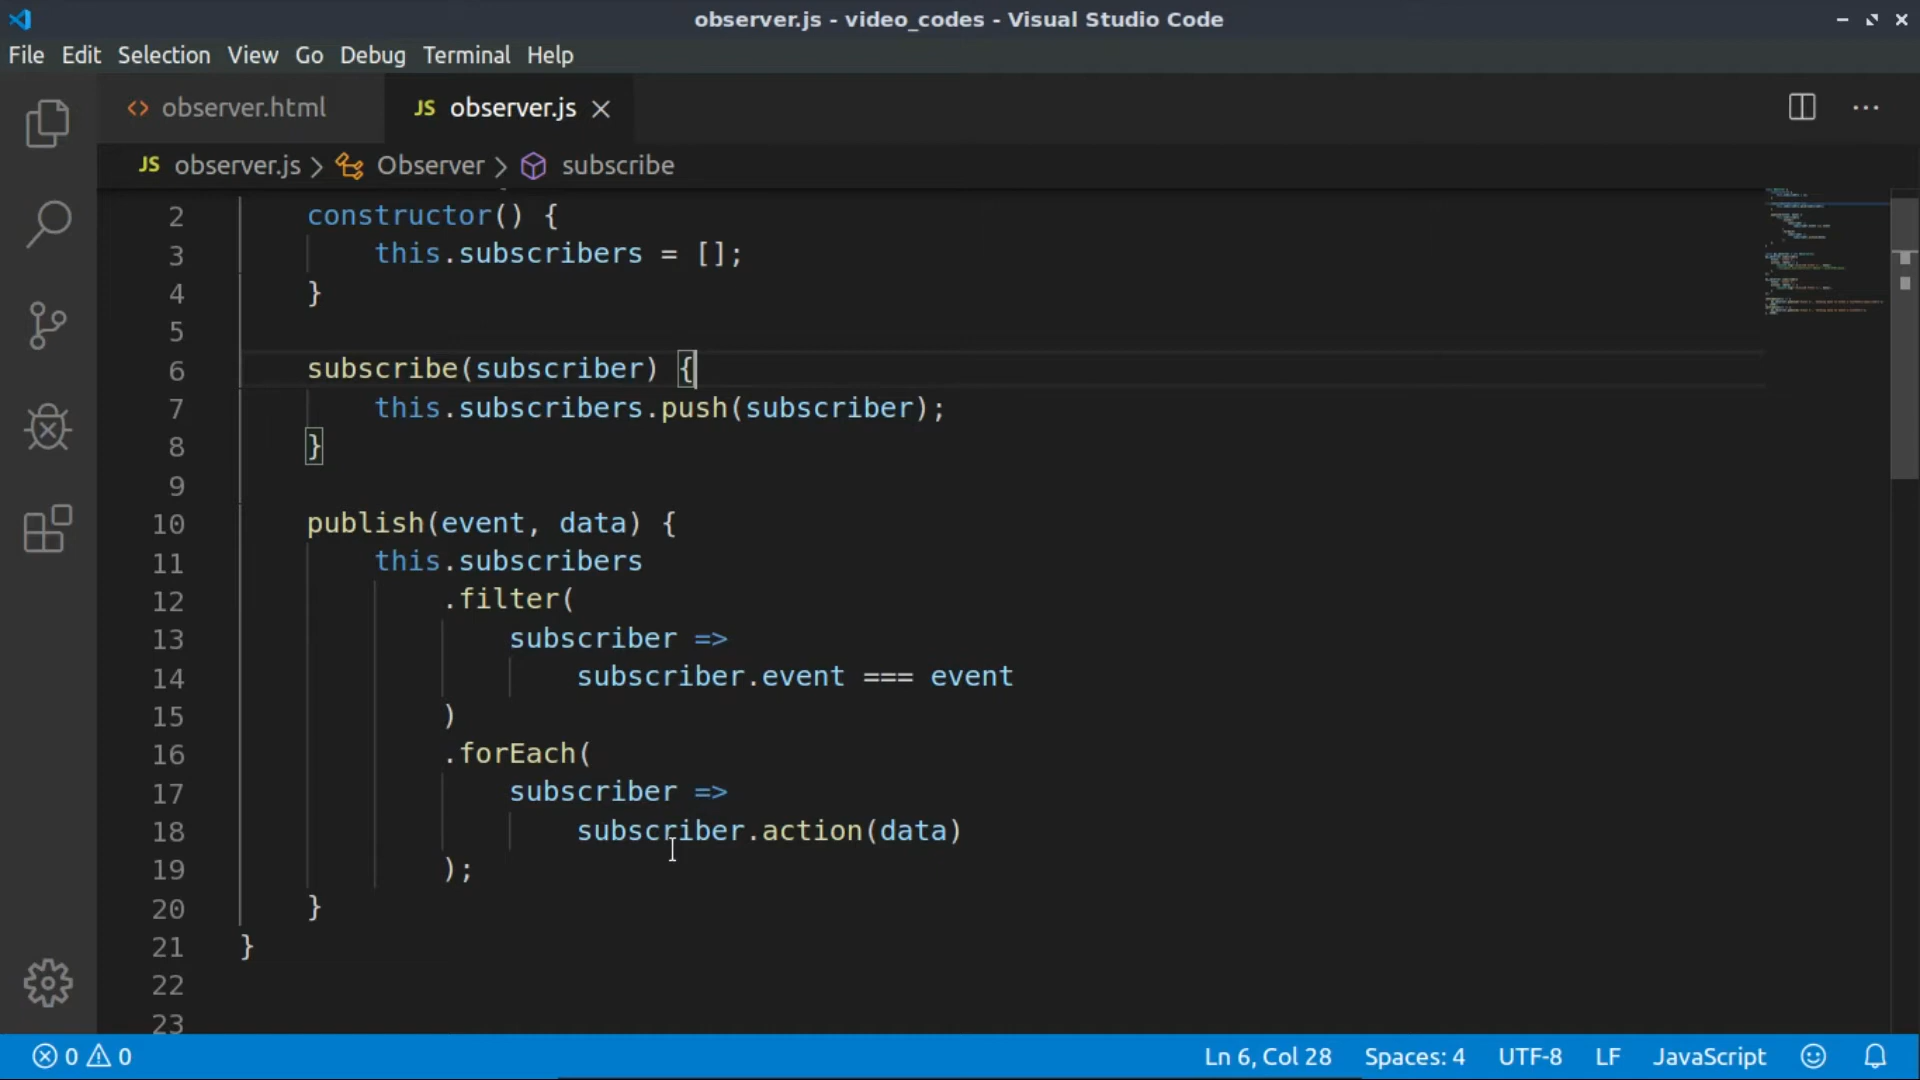 observer.js - video_codes - Visual Studio Code
File Edit Selection View Go Debug Terminal Help
observer.html JS observer.js
JS observer.js > Observer > subscribe
2 constructor() {
3 this.subscribers = [];
4 }
5
6 subscribe(subscriber) {
7 this.subscribers.push(subscriber);
8 }
9
10 publish(event, data) {
11 this.subscribers
12 .filter(
13 subscriber =>
14 subscriber.event === event
15 )
16 .forEach(
17 subscriber =>
18 subscriber.action(data)
19 );
20 }
21 }
22
23
0 0 Ln 6, Col 28 Spaces: 4 UTF-8 LF JavaScript